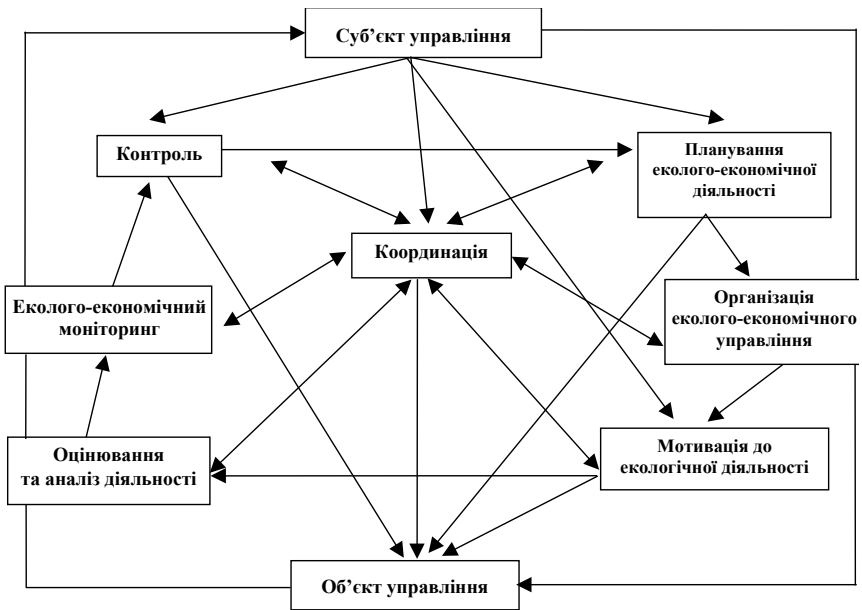 Суб’єкт управління
Контроль
Планування
еколого-економічної
діяльності
Координація
Еколого-економічний
моніторинг
Організація
еколого-економічного
управління
Оцінювання
та аналіз діяльності
Мотивація до
екологічної діяльності
Об’єкт управління